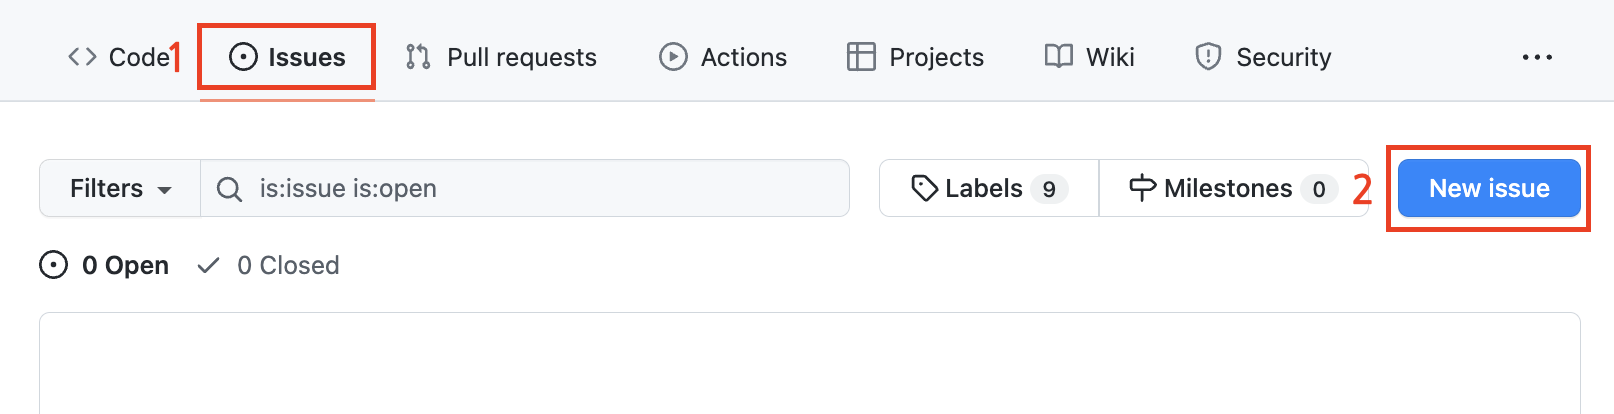 Code 1 Issues Pull requests Actions Projects Wiki Security ...
Filters is:issue is:open Labels 9 Milestones 0 2 New issue
0 Open 0 Closed